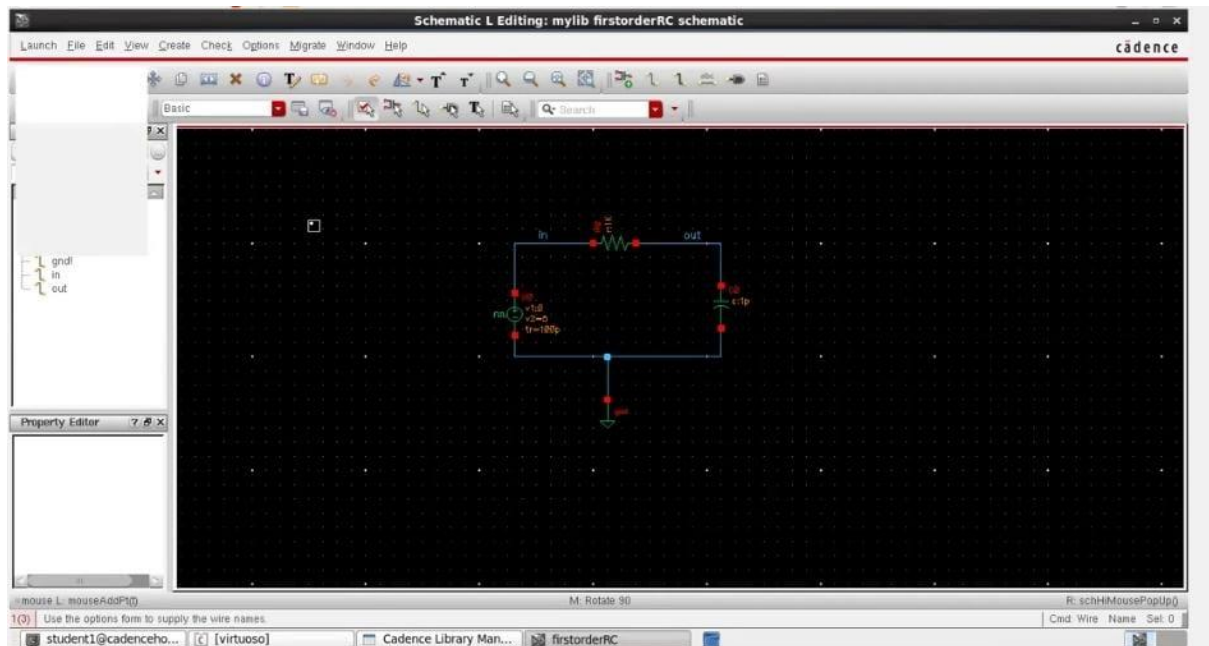 Schematic L Editing: mylib firstorderRC schematic
Launch File Edit View Create Check Options Migrate Window Help
cādence
Basic
Search
in
out
r:1K
gnd!
in
out
v1:0
tr=100p
c:1p
gnd
Property Editor
mouse L: mouseAddPt()
M: Rotate 90
R: schHiMousePopUp()
1(3) Use the options form to supply the wire names.
Cmd: Wire Name Sel: 0
student1@cadenceho...
[virtuoso]
Cadence Library Man...
firstorderRC